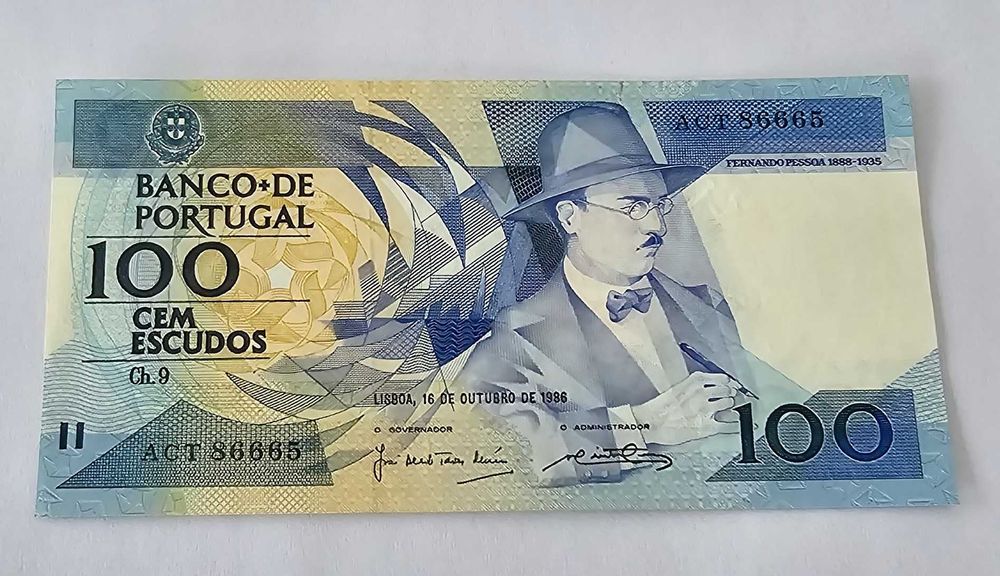 ACT 86665
FERNANDO PESSOA 1888-1935
BANCO+DE
PORTUGAL
100
CEM
ESCUDOS
Ch. 9
LISBOA, 16 DE OUTUBRO DE 1986
O GOVERNADOR
O ADMINISTRADOR
ACT 86665
100